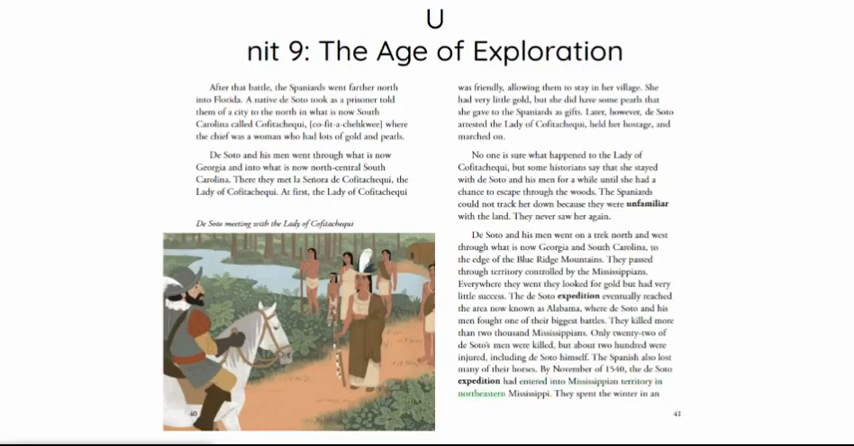 U
nit 9: The Age of Exploration
After that battle, the Spaniards went farther north
into Florida. A native de Soto took as a prisoner told
them of a city to the north in what is now South
Carolina called Cofitachequi, [co-fit-a-chehkwee] where
the chief was a woman who had lots of gold and pearls.
De Soto and his men went through what is now
Georgia and into what is now north-central South
Carolina. There they met la Señora de Cofitachequi, the
Lady of Cofitachequi. At first, the Lady of Cofitachequi
De Soto meeting with the Lady of Cofitachequi
40
was friendly, allowing them to stay in her village. She
had very little gold, but she did have some pearls that
she gave to the Spaniards as gifts. Later, however, de Soto
arrested the Lady of Cofitachequi, held her hostage, and
marched on.
No one is sure what happened to the Lady of
Cofitachequi, but some historians say that she stayed
with de Soto and his men for a while until she had a
chance to escape through the woods. The Spaniards
could not track her down because they were unfamiliar
with the land. They never saw her again.
De Soto and his men went on a trek north and west
through what is now Georgia and South Carolina, to
the edge of the Blue Ridge Mountains. They passed
through territory controlled by the Mississippians.
Everywhere they went they looked for gold but had very
little success. The de Soto expedition eventually reached
the area now known as Alabama, where de Soto and his
men fought one of their biggest battles. They killed more
than two thousand Mississippians. Only twenty-two of
de Soto's men were killed, but about two hundred were
injured, including de Soto himself. The Spanish also lost
many of their horses. By November of 1540, the de Soto
expedition had entered into Mississippian territory in
northeastern Mississippi. They spent the winter in an
41